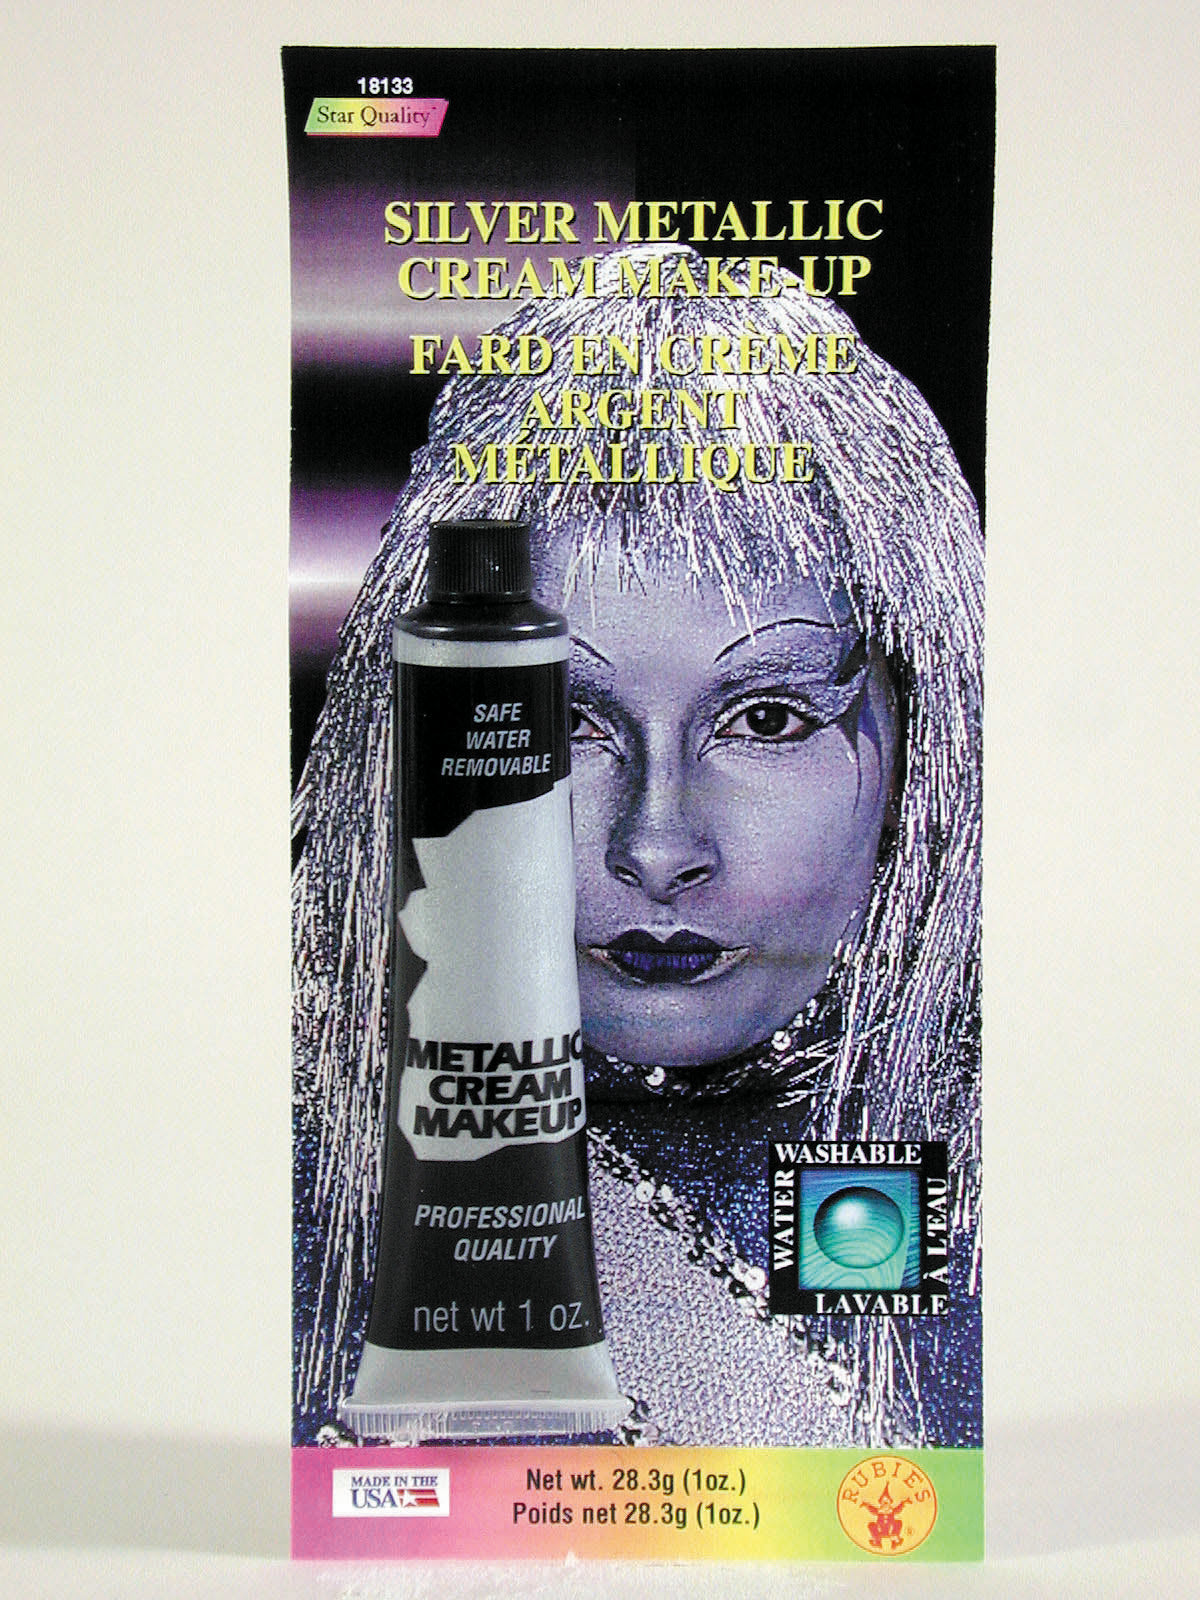 18133
Star Quality™
SILVER METALLIC
CREAM MAKE-UP
FARD EN CRÈME
ARGENT
MÉTALLIQUE
SAFE
WATER
REMOVABLE
METALLIC
CREAM
MAKEUP
PROFESSIONAL
QUALITY
net wt 1 oz.
WATER
WASHABLE
LAVABLE
À L'EAU
MADE IN THE
USA
Net wt. 28.3g (1oz.)
Poids net 28.3g (1oz.)
RUBIES
®